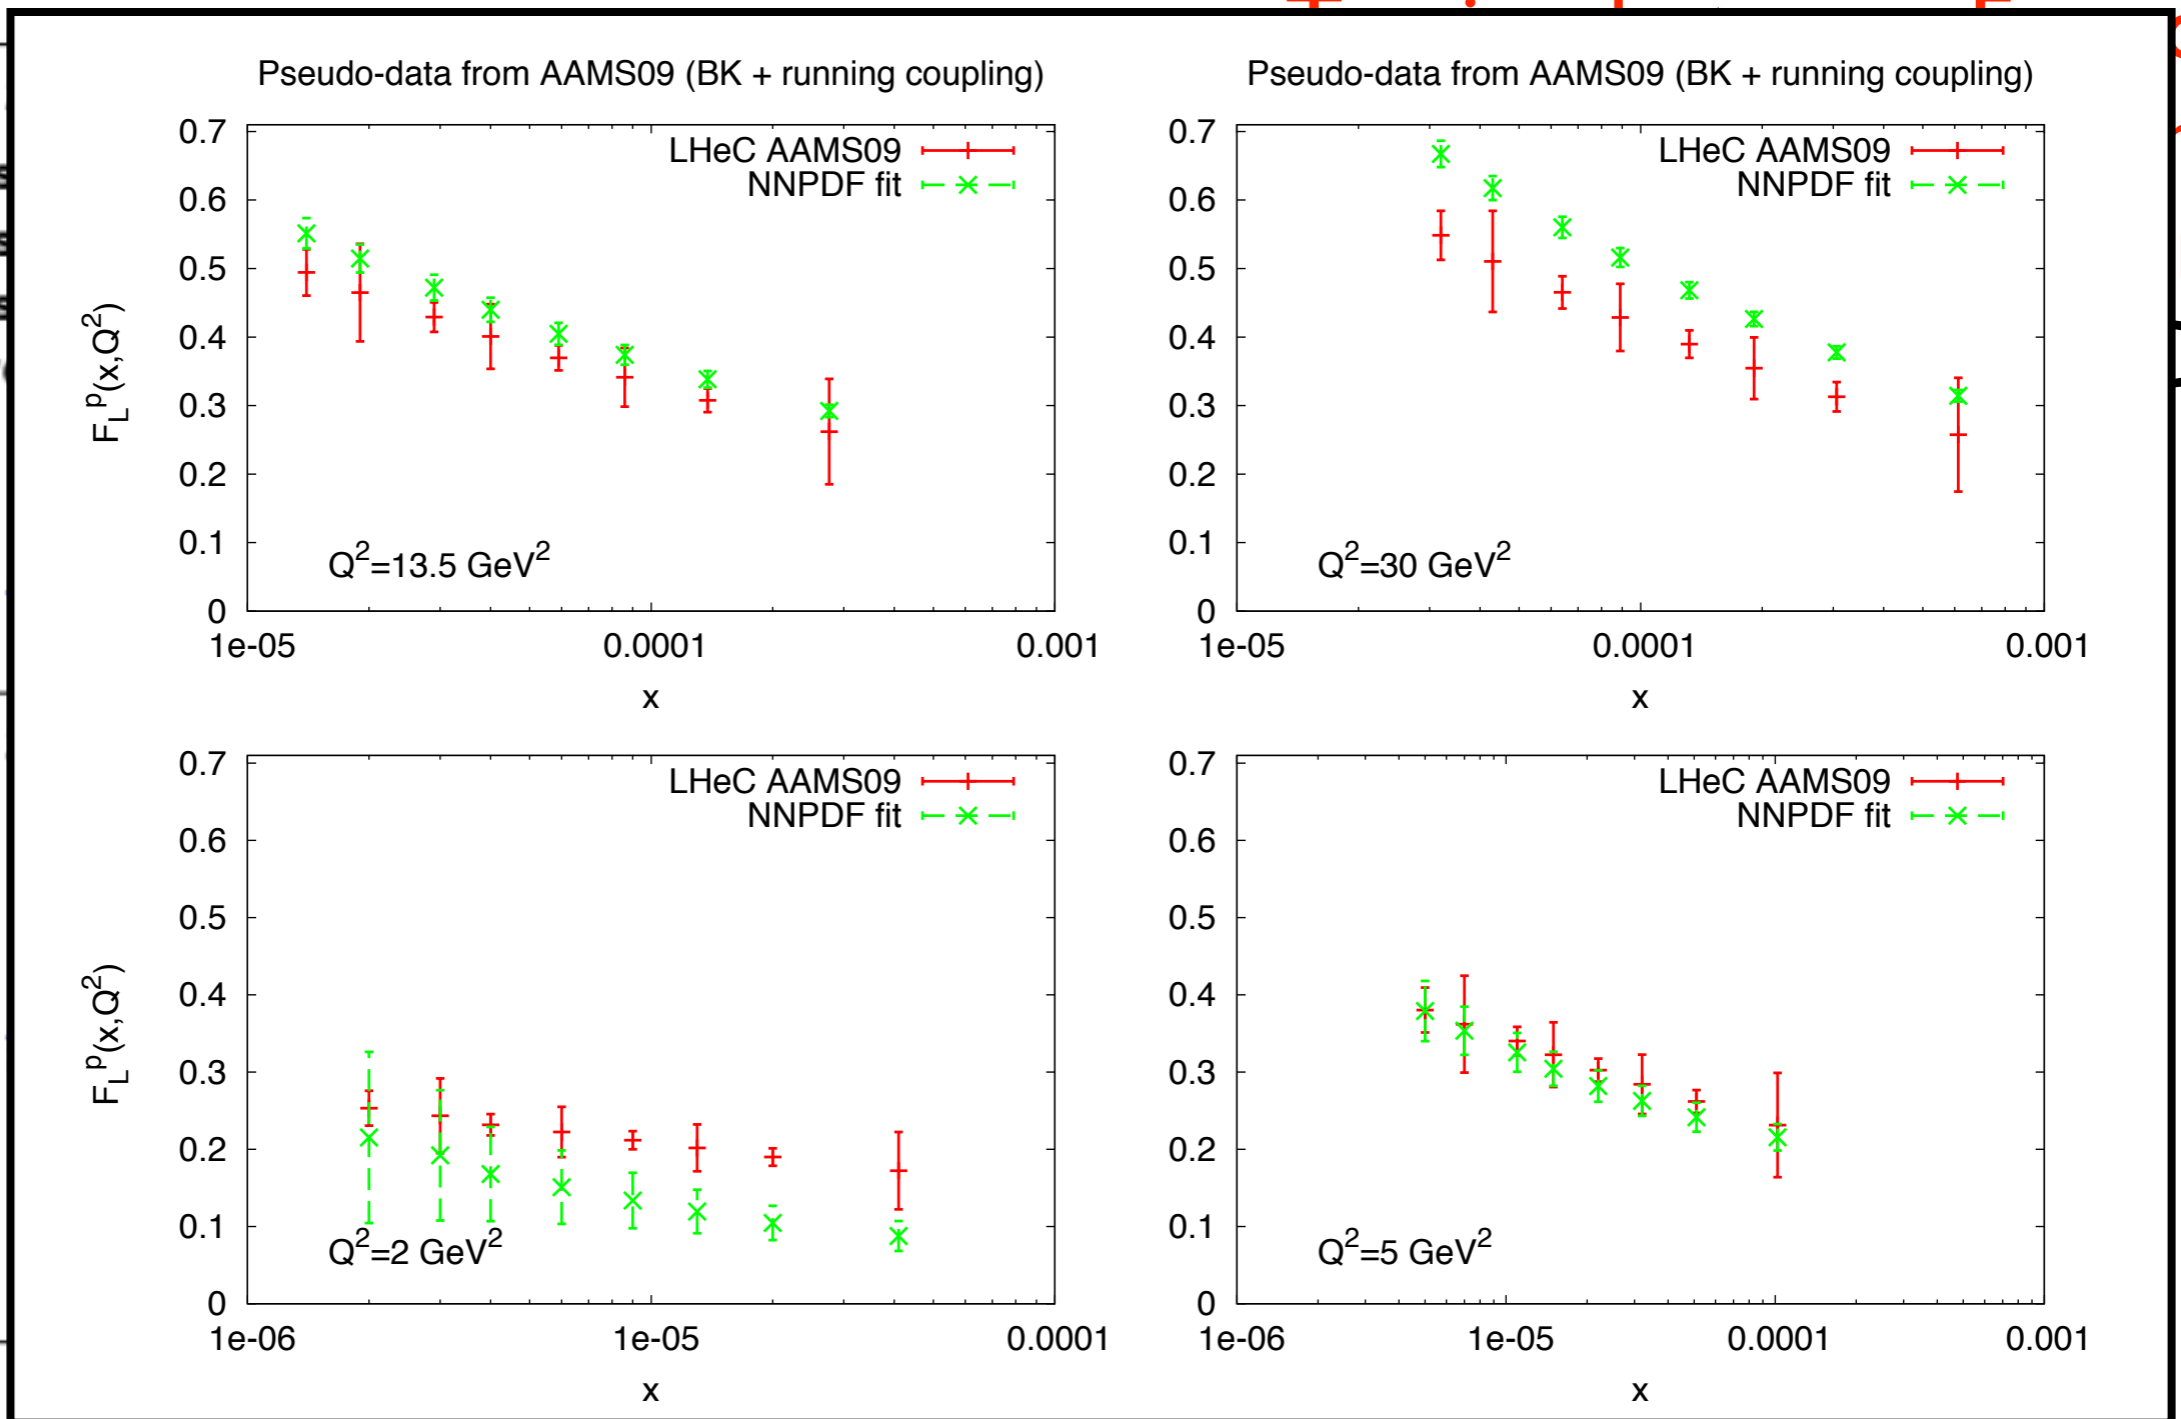 Pseudo-data from AAMS09 (BK + running coupling)
0.7
0.6
0.5
0.4
0.3
0.2
0.1
0
F_L^p(x,Q^2)
LHeC AAMS09
NNPDF fit
Q^2=13.5 GeV^2
1e-05 0.0001 0.001
x
Pseudo-data from AAMS09 (BK + running coupling)
0.7
0.6
0.5
0.4
0.3
0.2
0.1
0
LHeC AAMS09
NNPDF fit
Q^2=30 GeV^2
1e-05 0.0001 0.001
x
0.7
0.6
0.5
0.4
0.3
0.2
0.1
0
F_L^p(x,Q^2)
LHeC AAMS09
NNPDF fit
Q^2=2 GeV^2
1e-06 1e-05 0.0001
x
0.7
0.6
0.5
0.4
0.3
0.2
0.1
0
LHeC AAMS09
NNPDF fit
Q^2=5 GeV^2
1e-06 1e-05 0.0001 0.001
x